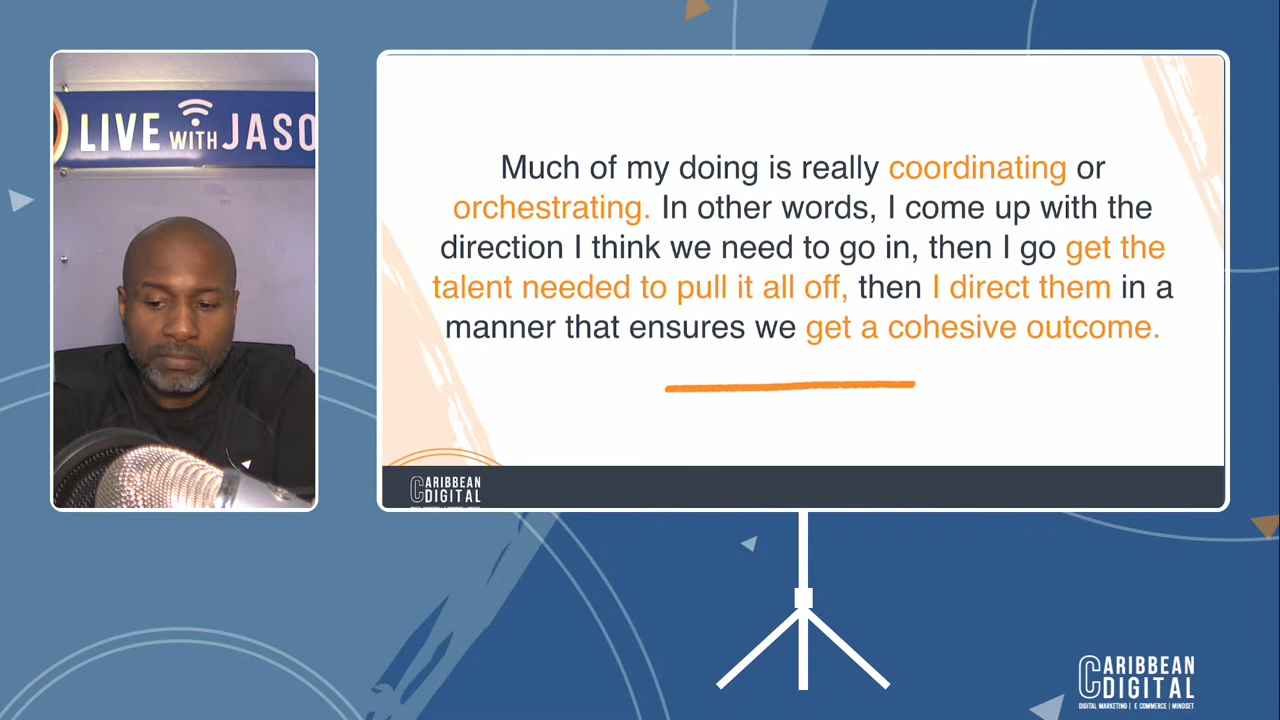 LIVE WITH JASO
Much of my doing is really coordinating or
orchestrating. In other words, I come up with the
direction I think we need to go in, then I go get the
talent needed to pull it all off, then I direct them in a
manner that ensures we get a cohesive outcome.
CARIBBEAN
DIGITAL
CARIBBEAN
DIGITAL
DIGITAL MARKETING | E COMMERCE | MINDSET